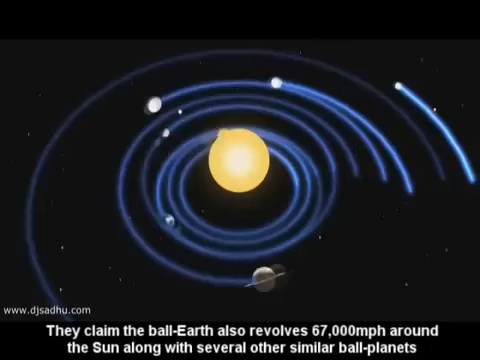 www.djsadhu.com
They claim the ball-Earth also revolves 67,000mph around
the Sun along with several other similar ball-planets